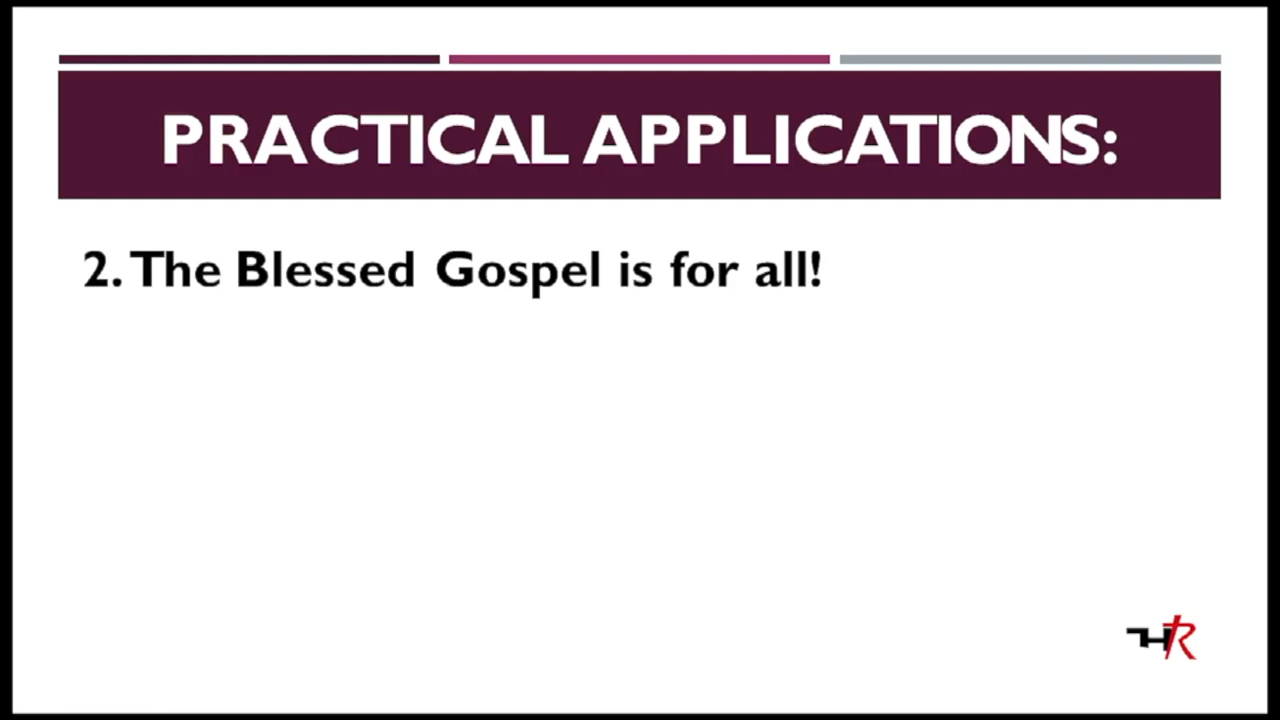 PRACTICAL APPLICATIONS:
2. The Blessed Gospel is for all!